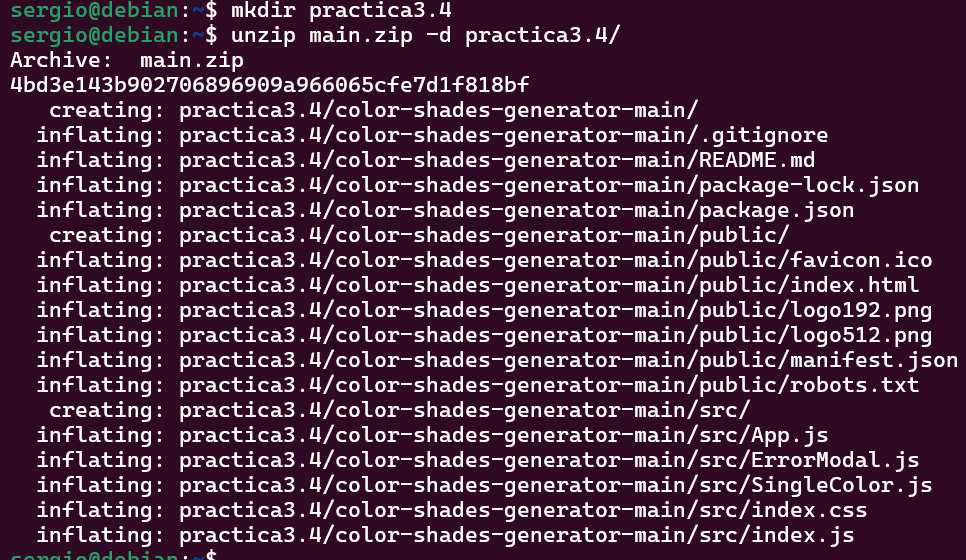 sergio@debian:~$ mkdir practica3.4
sergio@debian:~$ unzip main.zip -d practica3.4/
Archive:  main.zip
4bd3e143b902706896909a966065cfe7d1f818bf
   creating: practica3.4/color-shades-generator-main/
  inflating: practica3.4/color-shades-generator-main/.gitignore
  inflating: practica3.4/color-shades-generator-main/README.md
  inflating: practica3.4/color-shades-generator-main/package-lock.json
  inflating: practica3.4/color-shades-generator-main/package.json
   creating: practica3.4/color-shades-generator-main/public/
  inflating: practica3.4/color-shades-generator-main/public/favicon.ico
  inflating: practica3.4/color-shades-generator-main/public/index.html
  inflating: practica3.4/color-shades-generator-main/public/logo192.png
  inflating: practica3.4/color-shades-generator-main/public/logo512.png
  inflating: practica3.4/color-shades-generator-main/public/manifest.json
  inflating: practica3.4/color-shades-generator-main/public/robots.txt
   creating: practica3.4/color-shades-generator-main/src/
  inflating: practica3.4/color-shades-generator-main/src/App.js
  inflating: practica3.4/color-shades-generator-main/src/ErrorModal.js
  inflating: practica3.4/color-shades-generator-main/src/SingleColor.js
  inflating: practica3.4/color-shades-generator-main/src/index.css
  inflating: practica3.4/color-shades-generator-main/src/index.js
sergio@debian:~$